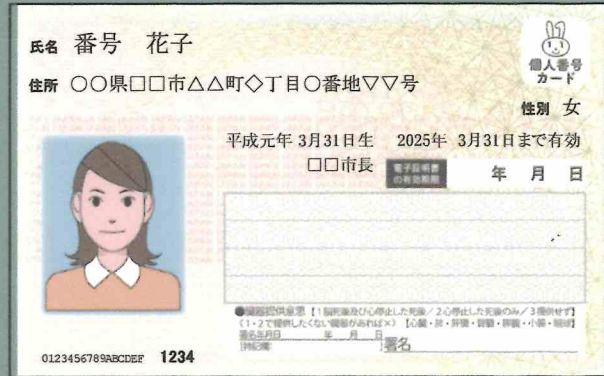 氏名 番号 花子
個人番号
カード
住所 ○○県□□市△△町◇丁目○番地▽▽号
性別 女
平成元年 3月31日生 2025年 3月31日まで有効
□□市長
電子証明書
の有効期限
年 月 日
●臓器提供意思【1脳死後及び心停止した死後/2心停止した死後のみ/3提供せず】
《1・2で提供したくない臓器があれば×》【心臓・肺・肝臓・腎臓・膵臓・小腸・眼球】
署名年月日 年 月 日
[特記欄: ] 署名
0123456789ABCDEF 1234